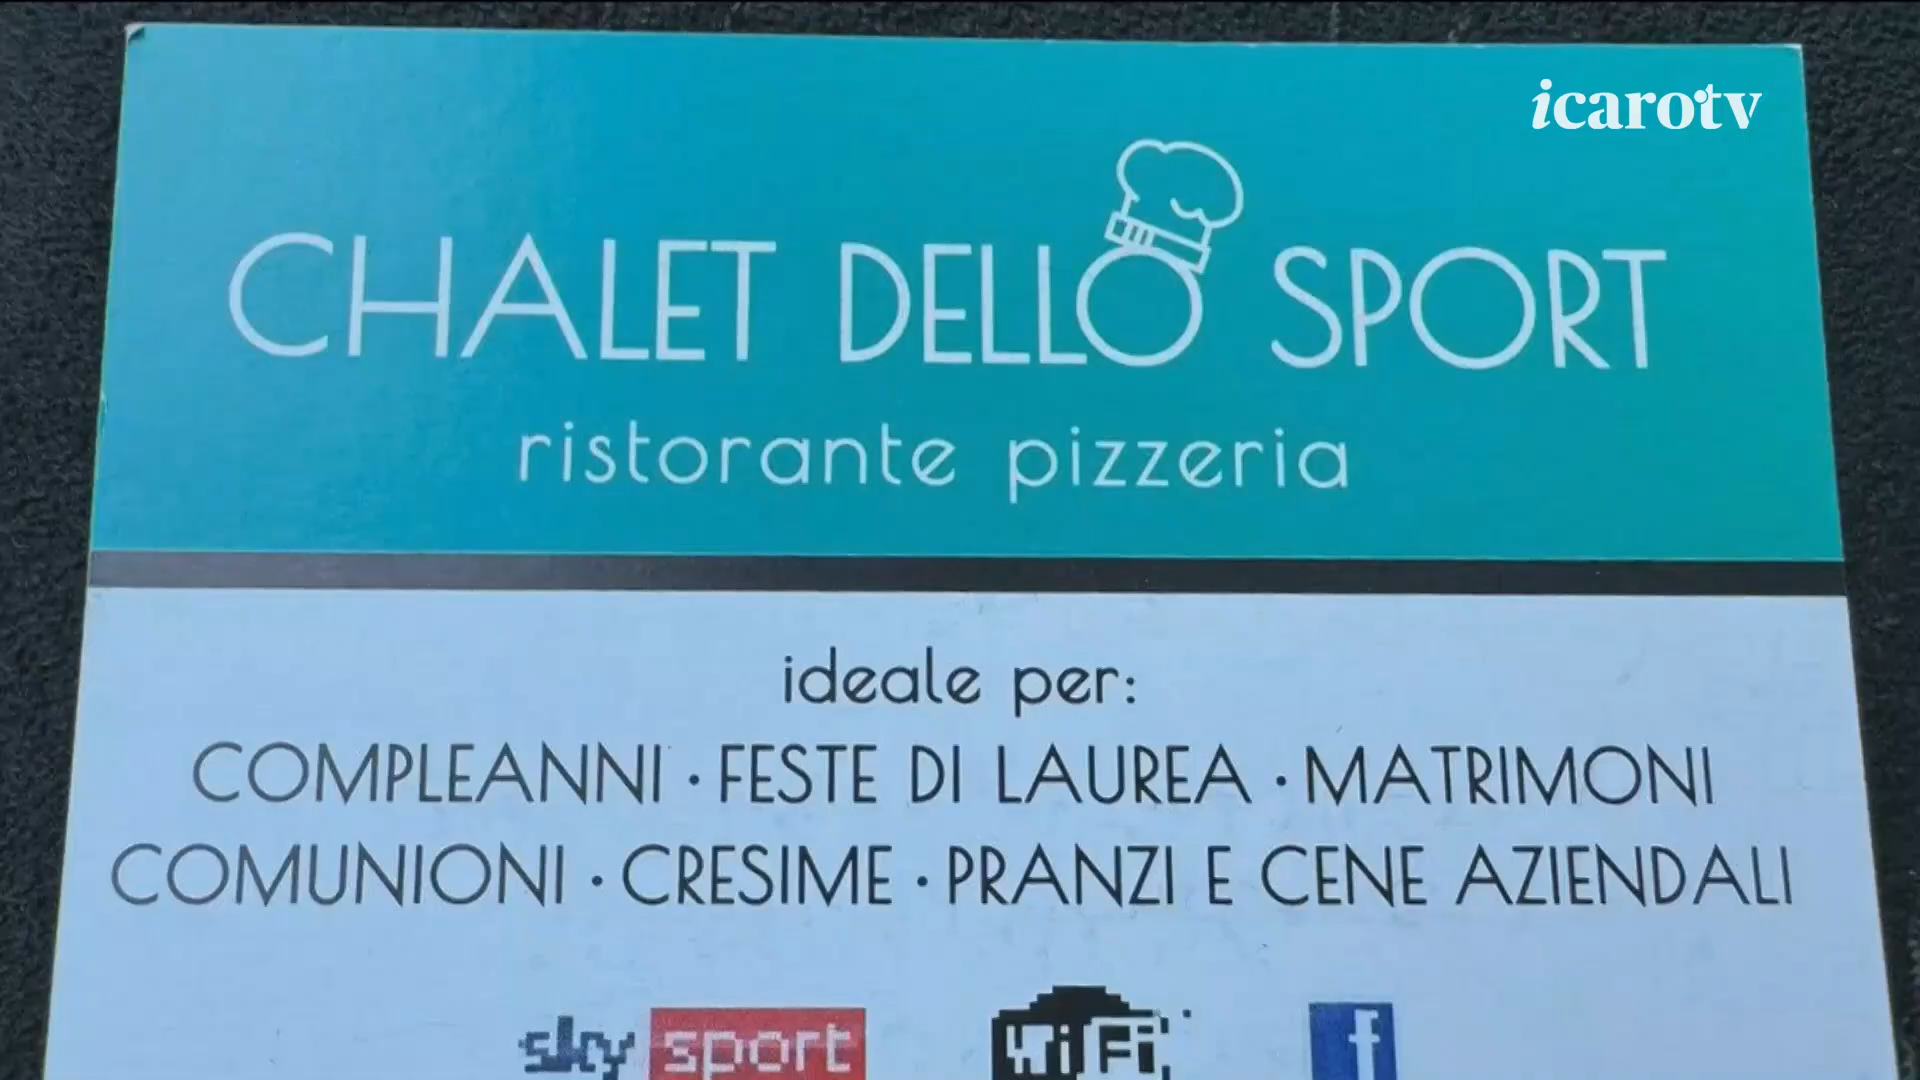 icarotv
CHALET DELLO SPORT
ristorante pizzeria
ideale per:
COMPLEANNI · FESTE DI LAUREA · MATRIMONI
COMUNIONI · CRESIME · PRANZI E CENE AZIENDALI
sky sport WiFi f